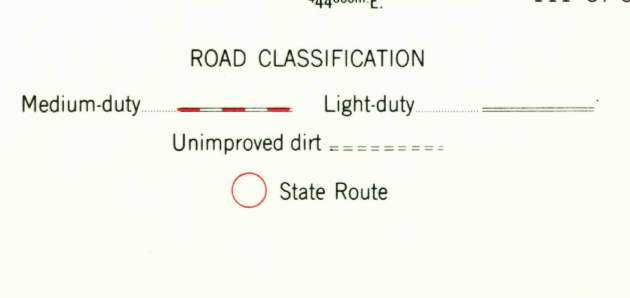 ROAD CLASSIFICATION
Medium-duty Light-duty
Unimproved dirt
State Route